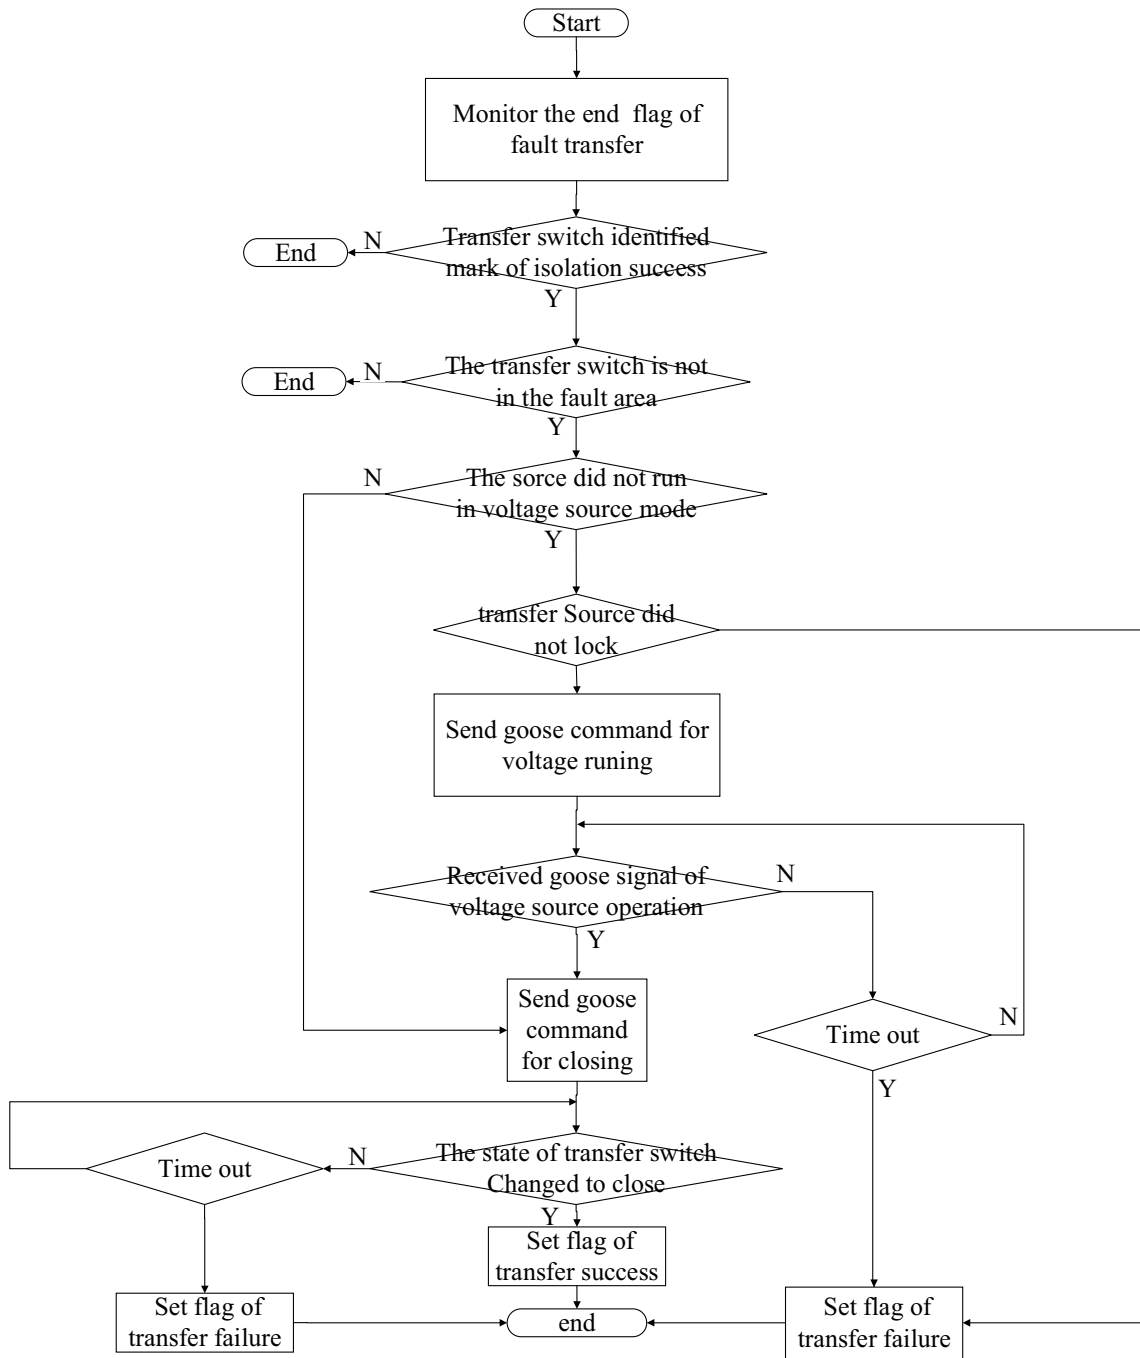 Start
Monitor the end flag of
fault transfer
Transfer switch identified
mark of isolation success
N
End
Y
The transfer switch is not
in the fault area
N
End
Y
The sorce did not run
in voltage source mode
N
Y
transfer Source did
not lock
Send goose command for
voltage runing
Received goose signal of
voltage source operation
N
Y
Send goose
command
for closing
Time out
N
Y
The state of transfer switch
Changed to close
N
Time out
Y
Set flag of
transfer success
Set flag of
transfer failure
end
Set flag of
transfer failure